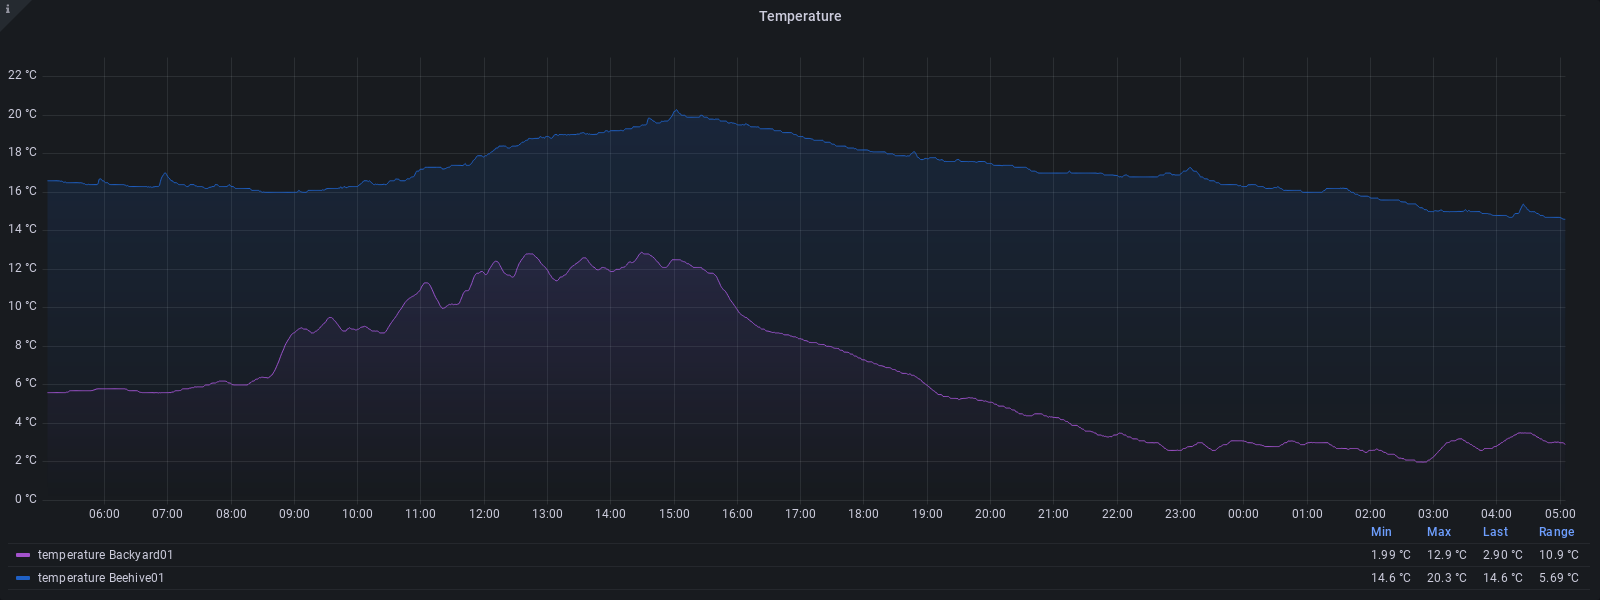 i
Temperature
22 °C
20 °C
18 °C
16 °C
14 °C
12 °C
10 °C
8 °C
6 °C
4 °C
2 °C
0 °C
06:00 07:00 08:00 09:00 10:00 11:00 12:00 13:00 14:00 15:00 16:00 17:00 18:00 19:00 20:00 21:00 22:00 23:00 00:00 01:00 02:00 03:00 04:00 05:00
Min Max Last Range
temperature Backyard01 1.99 °C 12.9 °C 2.90 °C 10.9 °C
temperature Beehive01 14.6 °C 20.3 °C 14.6 °C 5.69 °C